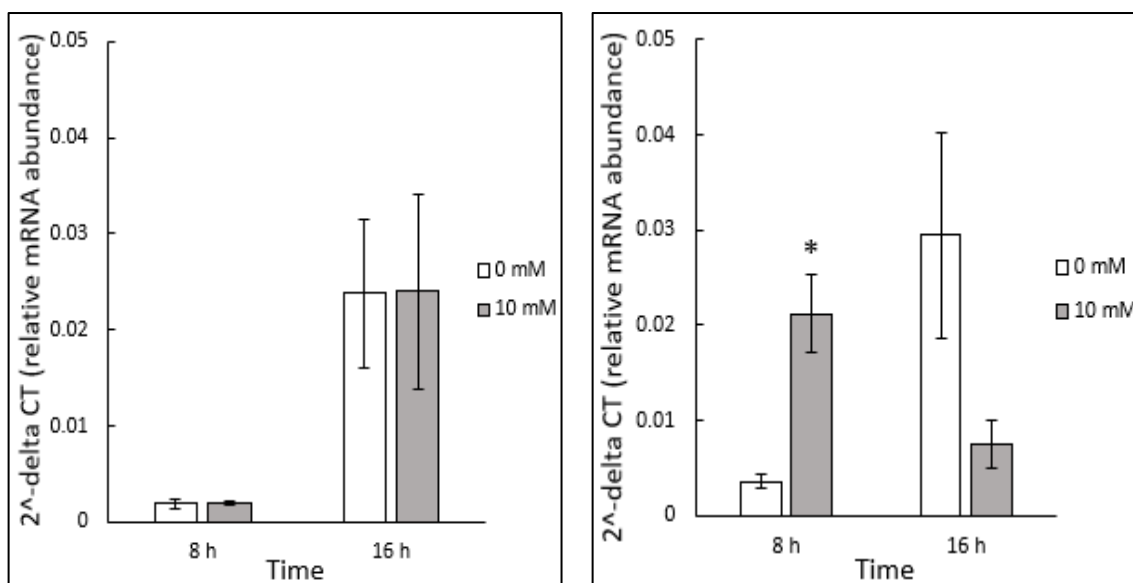 2^-delta CT (relative mRNA abundance)
0.05
0.04
0.03
0.02
0.01
0
8 h
16 h
Time
0 mM
10 mM
2^-delta CT (relative mRNA abundance)
0.05
0.04
0.03
0.02
0.01
0
*
8 h
16 h
Time
0 mM
10 mM